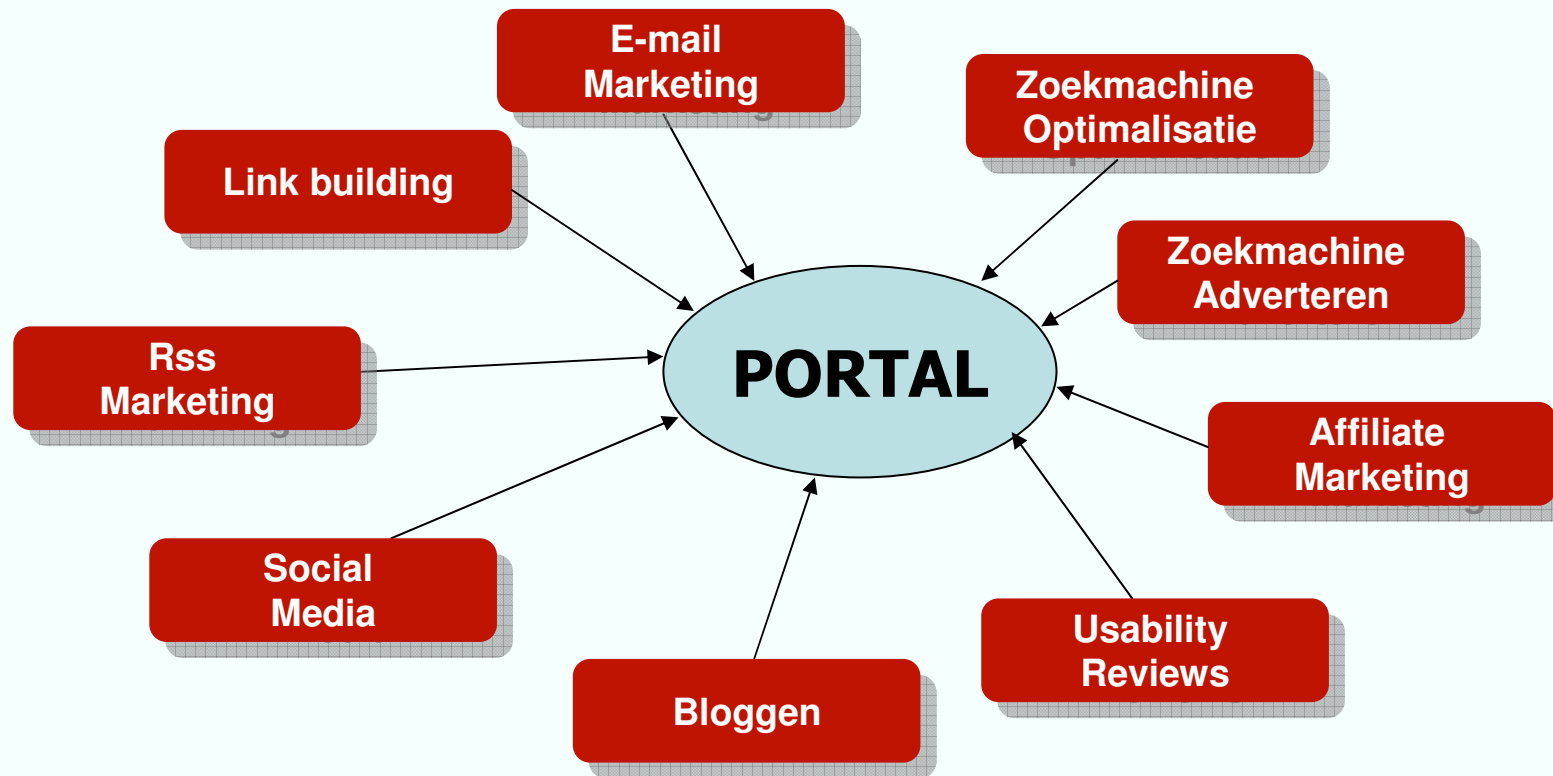 E-mail
Marketing
Zoekmachine
Optimalisatie
Link building
Zoekmachine
Adverteren
Rss
Marketing
PORTAL
Affiliate
Marketing
Social
Media
Usability
Reviews
Bloggen